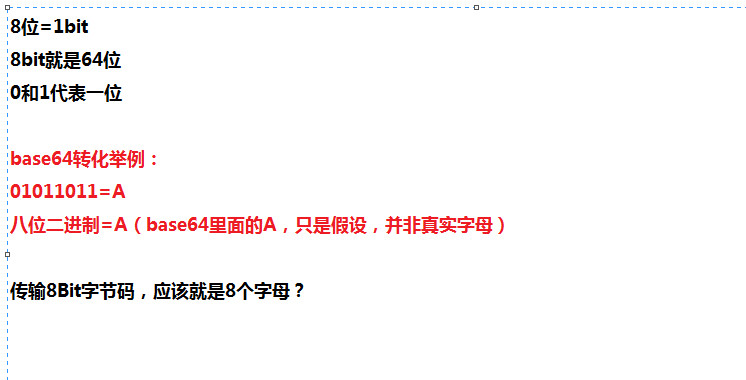 8位=1bit
8bit就是64位
0和1代表一位
base64转化举例：
01011011=A
八位二进制=A（base64里面的A，只是假设，并非真实字母）
传输8Bit字节码，应该就是8个字母？